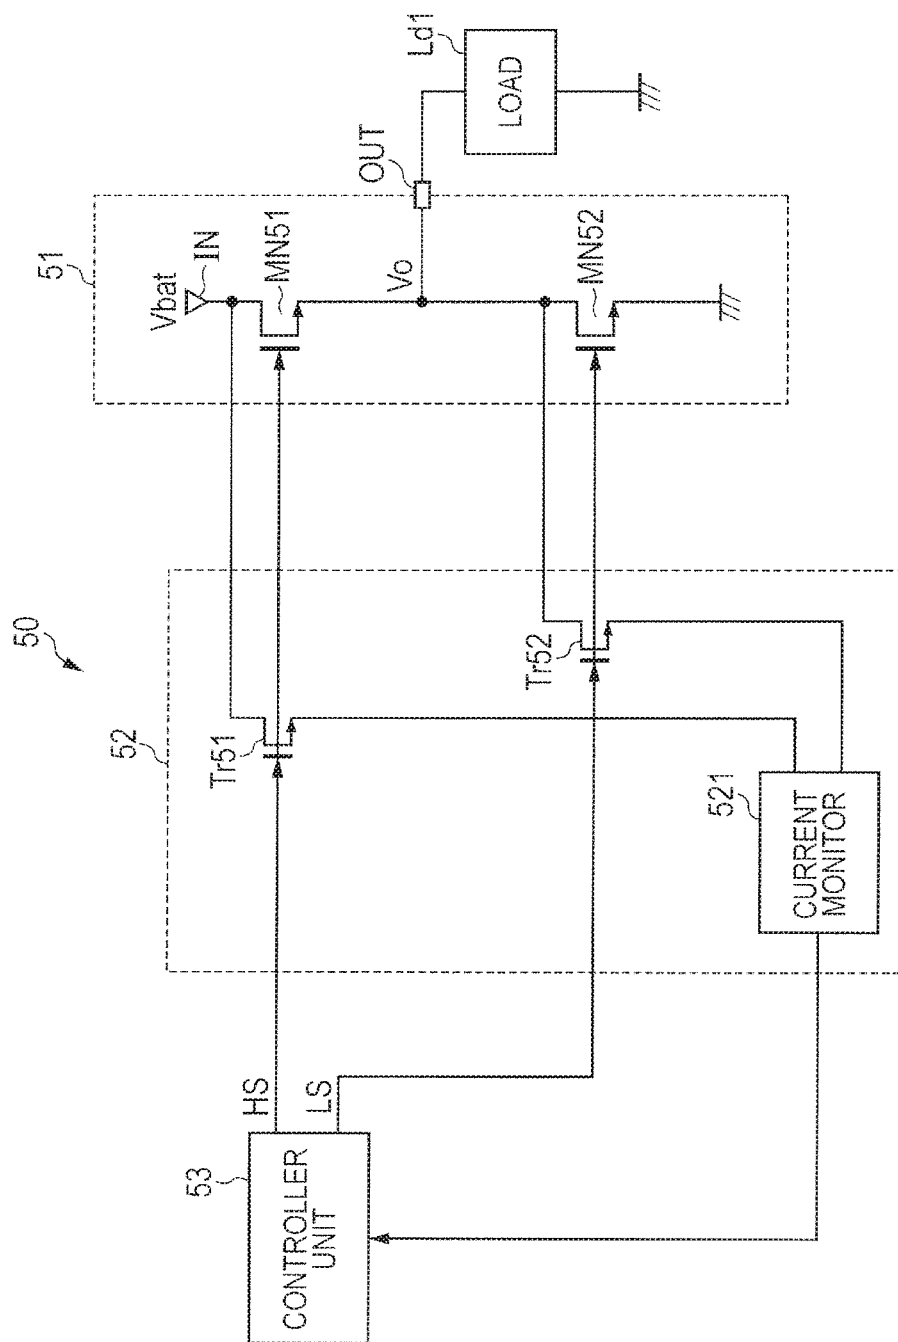 50
51
Vbat
IN
MN51
Vo
OUT
Ld1
LOAD
MN52
52
Tr51
Tr52
521
CURRENT
MONITOR
53
HS
LS
CONTROLLER
UNIT